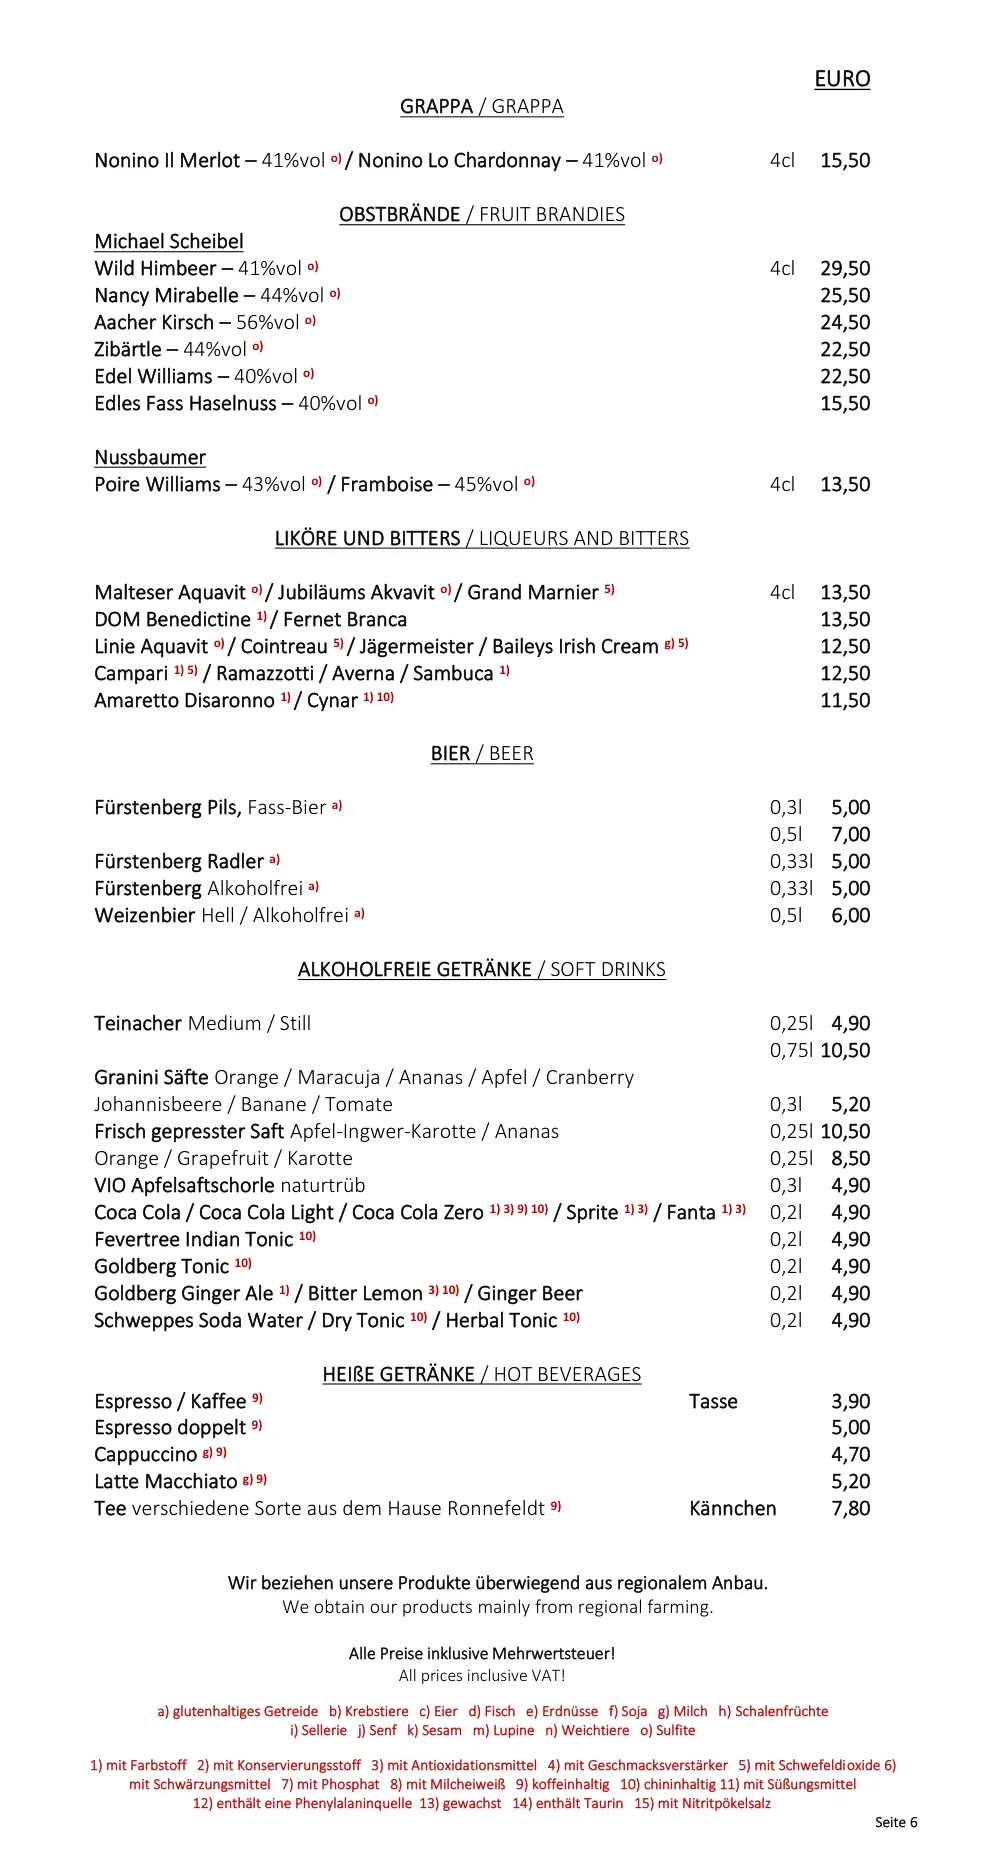 EURO
GRAPPA / GRAPPA
Nonino Il Merlot – 41%vol o) / Nonino Lo Chardonnay – 41%vol o) 4cl 15,50
OBSTBRÄNDE / FRUIT BRANDIES
Michael Scheibel
Wild Himbeer – 41%vol o) 4cl 29,50
Nancy Mirabelle – 44%vol o) 25,50
Aacher Kirsch – 56%vol o) 24,50
Zibärtle – 44%vol o) 22,50
Edel Williams – 40%vol o) 22,50
Edles Fass Haselnuss – 40%vol o) 15,50
Nussbaumer
Poire Williams – 43%vol o) / Framboise – 45%vol o) 4cl 13,50
LIKÖRE UND BITTERS / LIQUEURS AND BITTERS
Malteser Aquavit o) / Jubiläums Akvavit o) / Grand Marnier 5) 4cl 13,50
DOM Benedictine 1) / Fernet Branca 13,50
Linie Aquavit o) / Cointreau 5) / Jägermeister / Baileys Irish Cream g) 5) 12,50
Campari 1) 5) / Ramazzotti / Averna / Sambuca 1) 12,50
Amaretto Disaronno 1) / Cynar 1) 10) 11,50
BIER / BEER
Fürstenberg Pils, Fass-Bier a) 0,3l 5,00
0,5l 7,00
Fürstenberg Radler a) 0,33l 5,00
Fürstenberg Alkoholfrei a) 0,33l 5,00
Weizenbier Hell / Alkoholfrei a) 0,5l 6,00
ALKOHOLFREIE GETRÄNKE / SOFT DRINKS
Teinacher Medium / Still 0,25l 4,90
0,75l 10,50
Granini Säfte Orange / Maracuja / Ananas / Apfel / Cranberry
Johannisbeere / Banane / Tomate 0,3l 5,20
Frisch gepresster Saft Apfel-Ingwer-Karotte / Ananas 0,25l 10,50
Orange / Grapefruit / Karotte 0,25l 8,50
VIO Apfelsaftschorle naturtrüb 0,3l 4,90
Coca Cola / Coca Cola Light / Coca Cola Zero 1) 3) 9) 10) / Sprite 1) 3) / Fanta 1) 3) 0,2l 4,90
Fevertree Indian Tonic 10) 0,2l 4,90
Goldberg Tonic 10) 0,2l 4,90
Goldberg Ginger Ale 1) / Bitter Lemon 3) 10) / Ginger Beer 0,2l 4,90
Schweppes Soda Water / Dry Tonic 10) / Herbal Tonic 10) 0,2l 4,90
HEIßE GETRÄNKE / HOT BEVERAGES
Espresso / Kaffee 9) Tasse 3,90
Espresso doppelt 9) 5,00
Cappuccino g) 9) 4,70
Latte Macchiato g) 9) 5,20
Tee verschiedene Sorte aus dem Hause Ronnefeldt 9) Kännchen 7,80
Wir beziehen unsere Produkte überwiegend aus regionalem Anbau.
We obtain our products mainly from regional farming.
Alle Preise inklusive Mehrwertsteuer!
All prices inclusive VAT!
a) glutenhaltiges Getreide b) Krebstiere c) Eier d) Fisch e) Erdnüsse f) Soja g) Milch h) Schalenfrüchte
i) Sellerie j) Senf k) Sesam m) Lupine n) Weichtiere o) Sulfite
1) mit Farbstoff 2) mit Konservierungsstoff 3) mit Antioxidationsmittel 4) mit Geschmacksverstärker 5) mit Schwefeldioxide 6)
mit Schwärzungsmittel 7) mit Phosphat 8) mit Milcheiweiß 9) koffeinhaltig 10) chininhaltig 11) mit Süßungsmittel
12) enthält eine Phenylalaninquelle 13) gewachst 14) enthält Taurin 15) mit Nitritpökelsalz
Seite 6